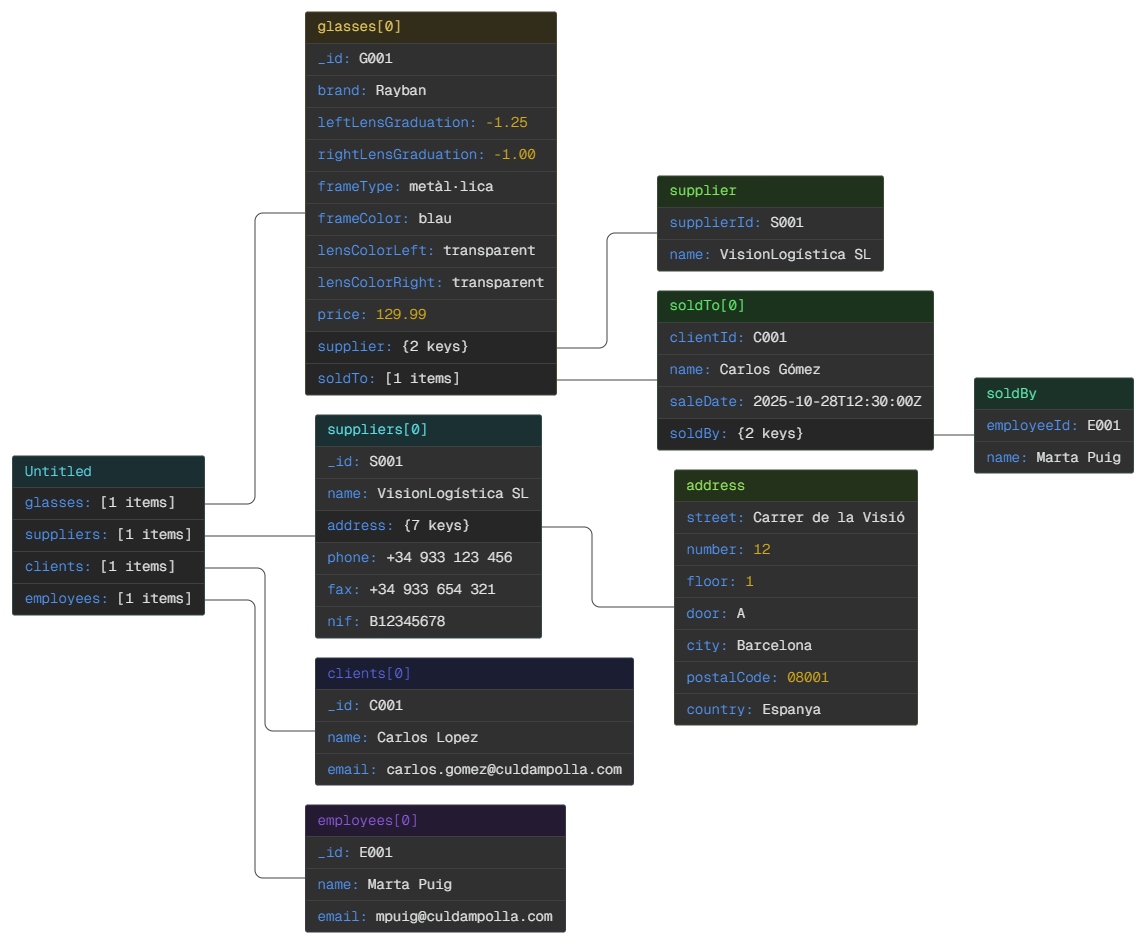 glasses[0]
_id: G001
brand: Rayban
leftLensGraduation: -1.25
rightLensGraduation: -1.00
frameType: metàl·lica
frameColor: blau
lensColorLeft: transparent
lensColorRight: transparent
price: 129.99
supplier: {2 keys}
soldTo: [1 items]
supplier
supplierId: S001
name: VisionLogística SL
soldTo[0]
clientId: C001
name: Carlos Gómez
saleDate: 2025-10-28T12:30:00Z
soldBy: {2 keys}
soldBy
employeeId: E001
name: Marta Puig
Untitled
glasses: [1 items]
suppliers: [1 items]
clients: [1 items]
employees: [1 items]
suppliers[0]
_id: S001
name: VisionLogística SL
address: {7 keys}
phone: +34 933 123 456
fax: +34 933 654 321
nif: B12345678
address
street: Carrer de la Visió
number: 12
floor: 1
door: A
city: Barcelona
postalCode: 08001
country: Espanya
clients[0]
_id: C001
name: Carlos Lopez
email: carlos.gomez@culdampolla.com
employees[0]
_id: E001
name: Marta Puig
email: mpuig@culdampolla.com